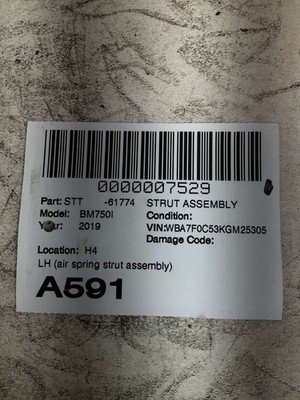 0000007529
Part: STT -61774 STRUT ASSEMBLY
Model: BM750I Condition:
Year: 2019 VIN:WBA7F0C53KGM25305
Damage Code:
Location: H4
LH (air spring strut assembly)
A591